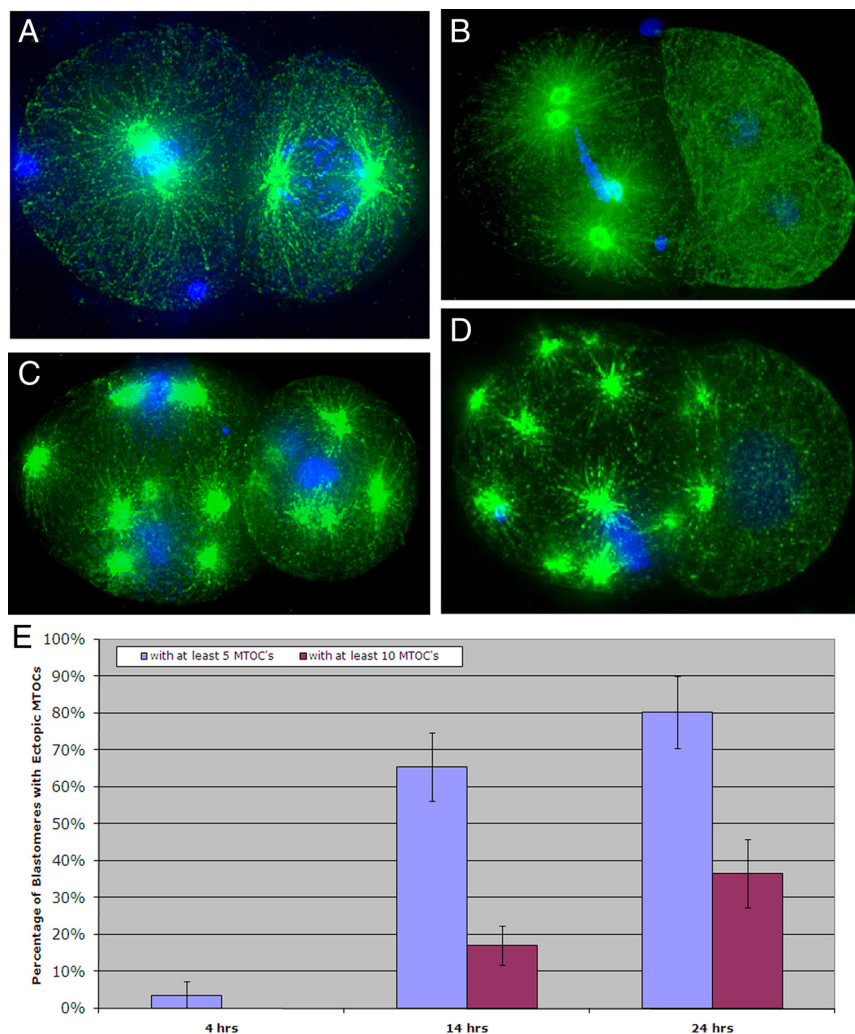 A
B
C
D
E
Percentage of Blastomeres with Ectopic MTOCs
100%
90%
80%
70%
60%
50%
40%
30%
20%
10%
0%
with at least 5 MTOC's
with at least 10 MTOC's
4 hrs
14 hrs
24 hrs